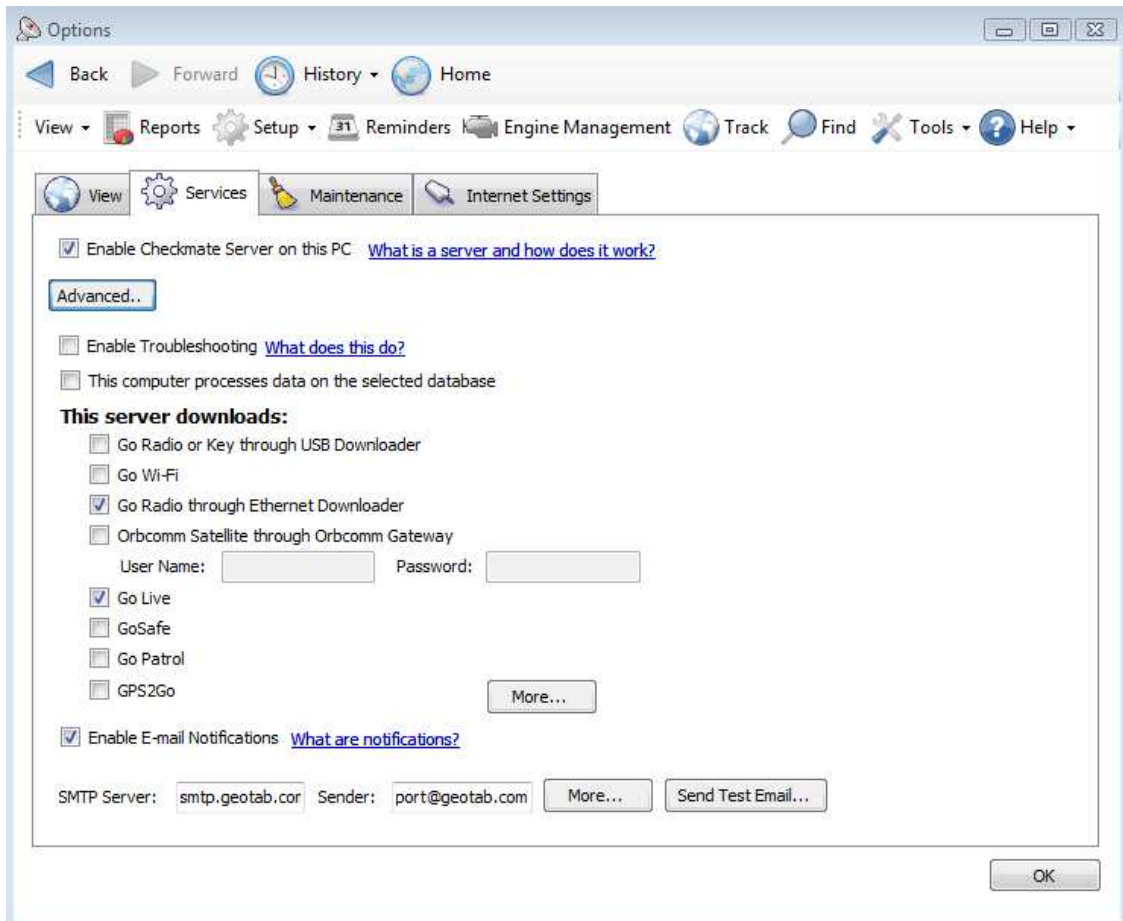 Options
Back Forward History Home
View Reports Setup 31 Reminders Engine Management Track Find Tools Help
View Services Maintenance Internet Settings
Enable Checkmate Server on this PC What is a server and how does it work?
Advanced..
Enable Troubleshooting What does this do?
This computer processes data on the selected database
This server downloads:
Go Radio or Key through USB Downloader
Go Wi-Fi
Go Radio through Ethernet Downloader
Orbcomm Satellite through Orbcomm Gateway
User Name: Password:
Go Live
GoSafe
Go Patrol
GPS2Go More...
Enable E-mail Notifications What are notifications?
SMTP Server: smtp.geotab.cor Sender: port@geotab.com More... Send Test Email...
OK